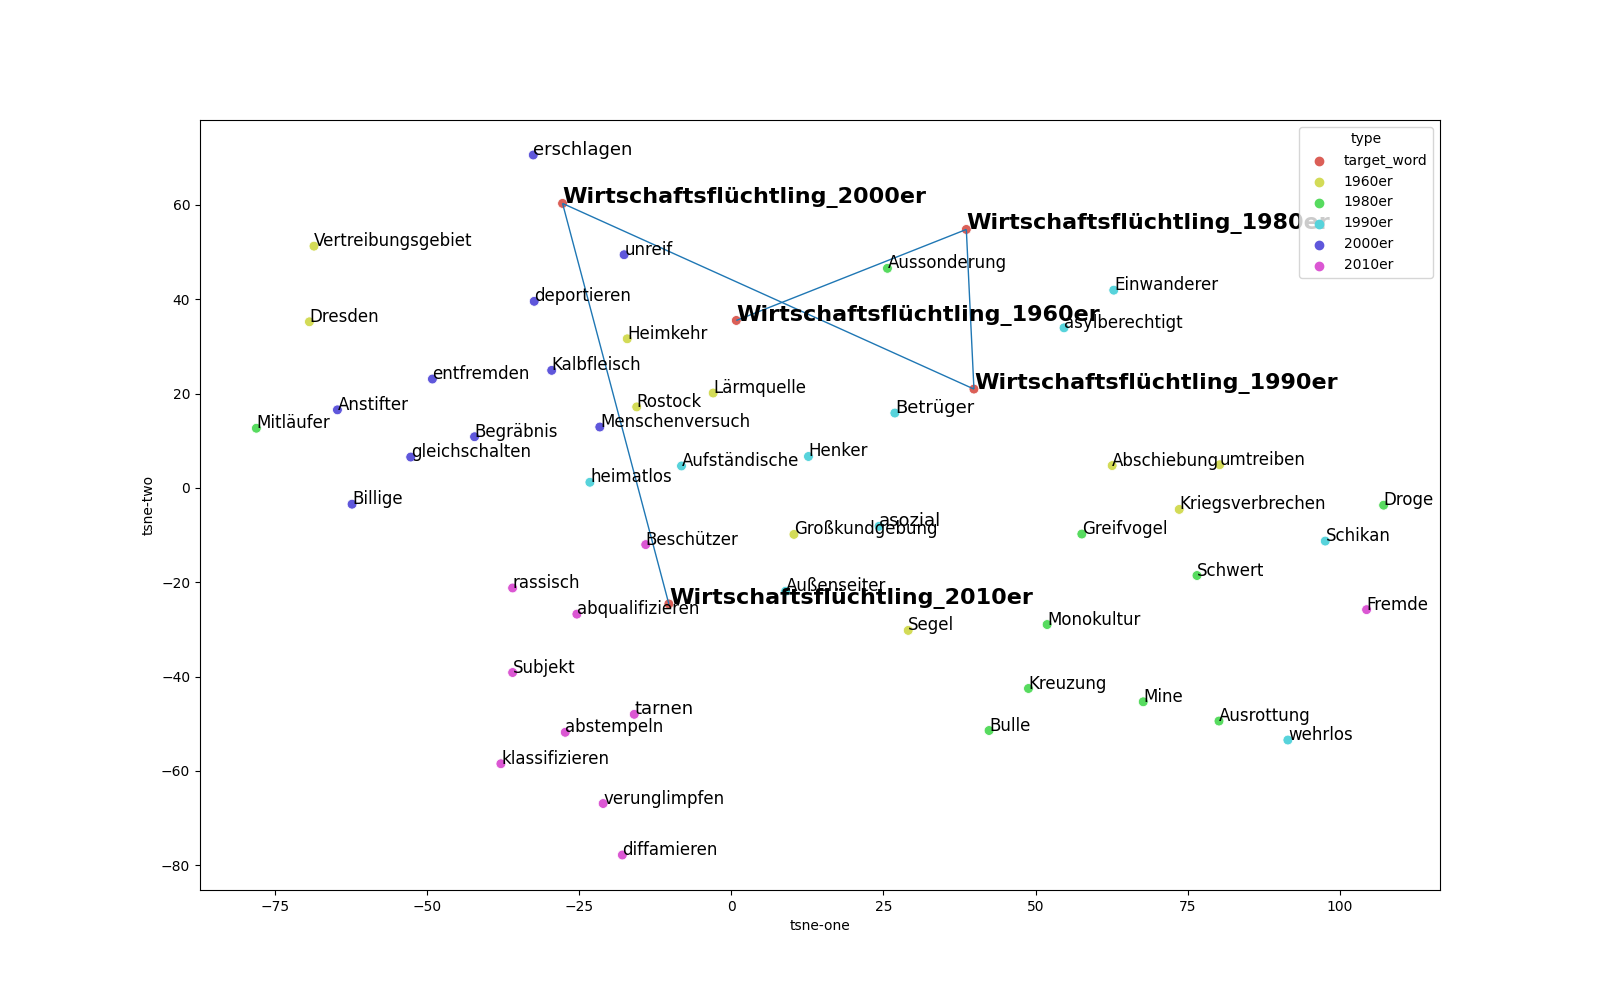 erschlagen
Wirtschaftsflüchtling_2000er
Wirtschaftsflüchtling_1980er
Vertreibungsgebiet
unreif
Aussonderung
Einwanderer
deportieren
Dresden
Heimkehr
Wirtschaftsflüchtling_1960er
asylberechtigt
entfremden
Kalbfleisch
Lärmquelle
Wirtschaftsflüchtling_1990er
Anstifter
Rostock
Betrüger
Mitläufer
Begräbnis
Menschenversuch
gleichschalten
heimatlos
Aufständische
Henker
Abschiebung
umtreiben
Billige
Kriegsverbrechen
Droge
Beschützer
Großkundgebung
asozial
Greifvogel
Schikan
rassisch
Außenseiter
Schwert
abqualifizieren
Wirtschaftsflüchtling_2010er
Fremde
Segel
Monokultur
Subjekt
Kreuzung
Mine
tarnen
abstempeln
Bulle
Ausrottung
wehrlos
klassifizieren
verunglimpfen
diffamieren
type
target_word
1960er
1980er
1990er
2000er
2010er
60
40
20
0
−20
−40
−60
−80
tsne-two
−75
−50
−25
0
25
50
75
100
tsne-one